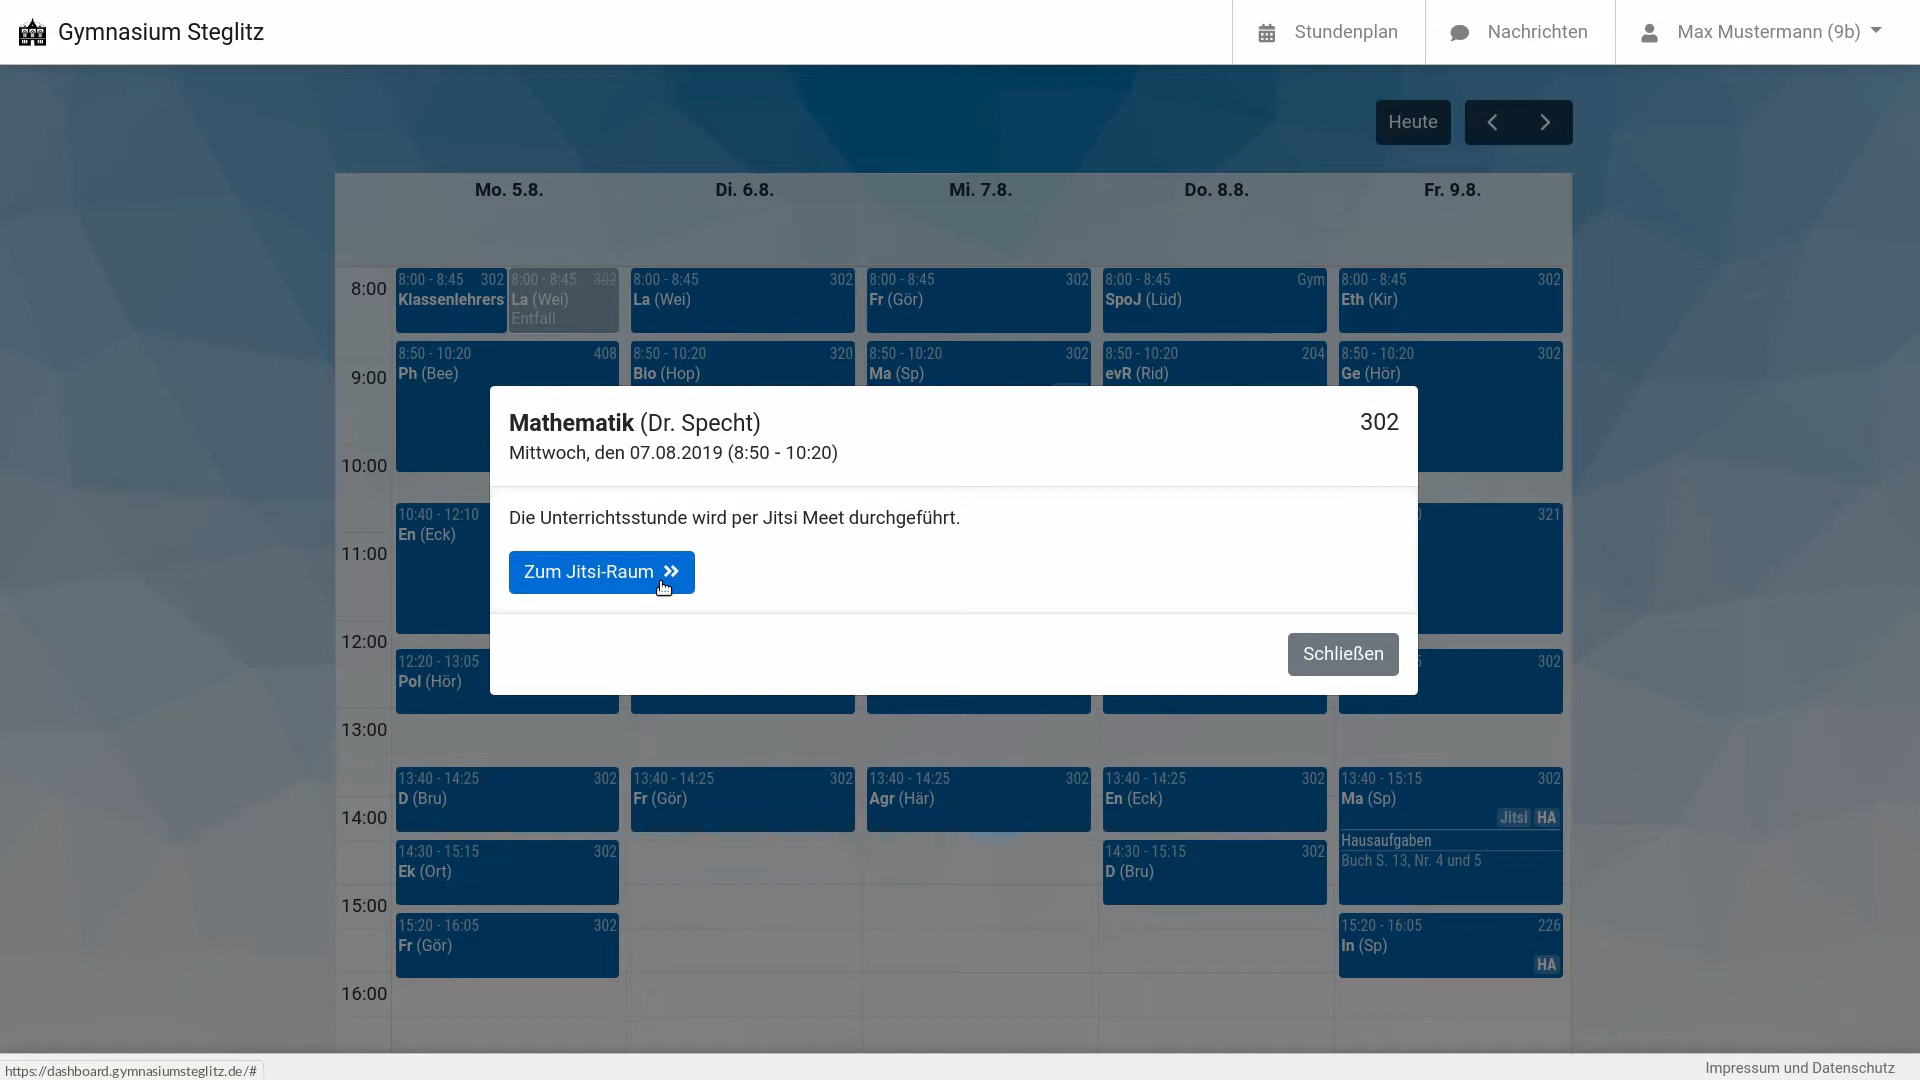 Gymnasium Steglitz
Stundenplan
Nachrichten
Max Mustermann (9b)
Heute
Mo. 5.8.
Di. 6.8.
Mi. 7.8.
Do. 8.8.
Fr. 9.8.
8:00
8:00 - 8:45 302
Klassenlehrers
8:00 - 8:45 302
La (Wei)
Entfall
8:00 - 8:45 302
La (Wei)
8:00 - 8:45 302
Fr (Gör)
8:00 - 8:45 Gym
SpoJ (Lüd)
8:00 - 8:45 302
Eth (Kir)
9:00
8:50 - 10:20 408
Ph (Bee)
8:50 - 10:20 320
Bio (Hop)
8:50 - 10:20 302
Ma (Sp)
8:50 - 10:20 204
evR (Rid)
8:50 - 10:20 302
Ge (Hör)
Mathematik (Dr. Specht) 302
Mittwoch, den 07.08.2019 (8:50 - 10:20)
Die Unterrichtsstunde wird per Jitsi Meet durchgeführt.
Zum Jitsi-Raum
Schließen
10:00
10:40 - 12:10
En (Eck)
321
11:00
12:00
12:20 - 13:05
Pol (Hör)
302
13:00
13:40 - 14:25 302
D (Bru)
13:40 - 14:25 302
Fr (Gör)
13:40 - 14:25 302
Agr (Här)
13:40 - 14:25 302
En (Eck)
13:40 - 15:15 302
Ma (Sp)
Jitsi HA
Hausaufgaben
Buch S. 13, Nr. 4 und 5
14:00
14:30 - 15:15 302
Ek (Ort)
14:30 - 15:15 302
D (Bru)
15:00
15:20 - 16:05 302
Fr (Gör)
15:20 - 16:05 226
In (Sp)
HA
16:00
https://dashboard.gymnasiumsteglitz.de/#
Impressum und Datenschutz